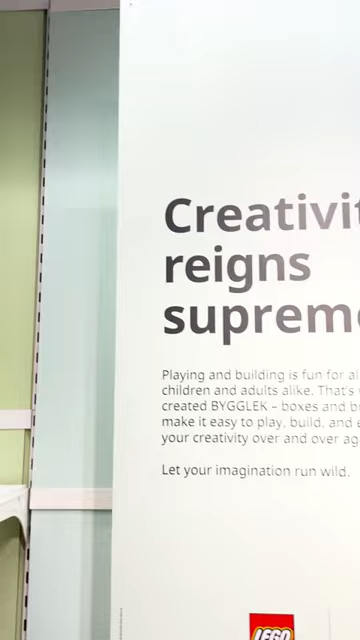 Creativit
reigns
supreme
Playing and building is fun for al
children and adults alike. That's
created BYGGLEK – boxes and b
make it easy to play, build, and e
your creativity over and over ag
Let your imagination run wild.
LEGO